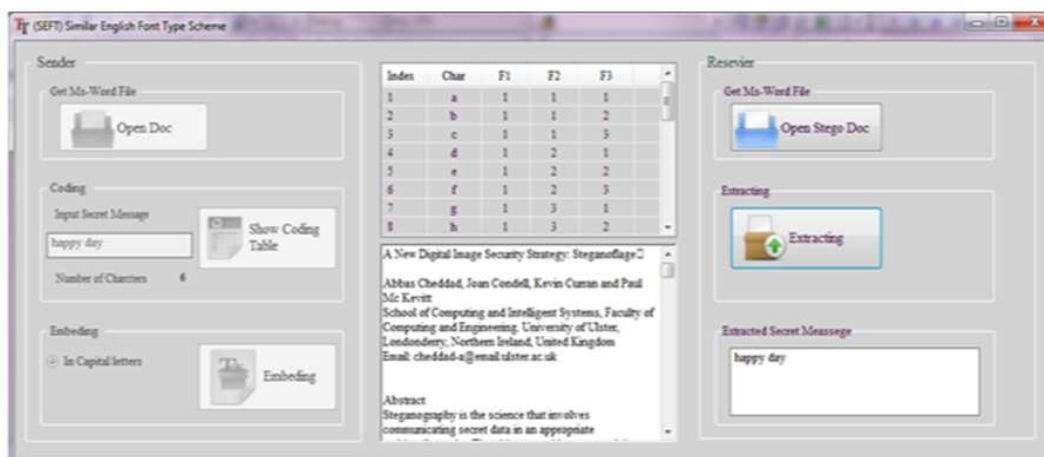 (SEFT) Similar English Font Type Scheme
Sender
Get Ms-Word File
Open Doc
Coding
Input Secret Message
happy day
Show Coding
Table
Number of Charcters 6
Embeding
In Capital letters
Embeding
Index Char F1 F2 F3
1 a 1 1 1
2 b 1 1 2
3 c 1 1 3
4 d 1 2 1
5 e 1 2 2
6 f 1 2 3
7 g 1 3 1
8 h 1 3 2
A New Digital Image Security Strategy: Steganoflage
Abbas Cheddad, Joan Condell, Kevin Curran and Paul
Mc Kevitt
School of Computing and Intelligent Systems, Faculty of
Computing and Engineering. University of Ulster,
Londonderry, Northern Ireland, United Kingdom
Email: cheddad-a@email.ulster.ac.uk
Abstract
Steganography is the science that involves
communicating secret data in an appropriate
Resevier
Get Ms-Word File
Open Stego Doc
Extracting
Extracting
Extracted Secret Meassege
happy day